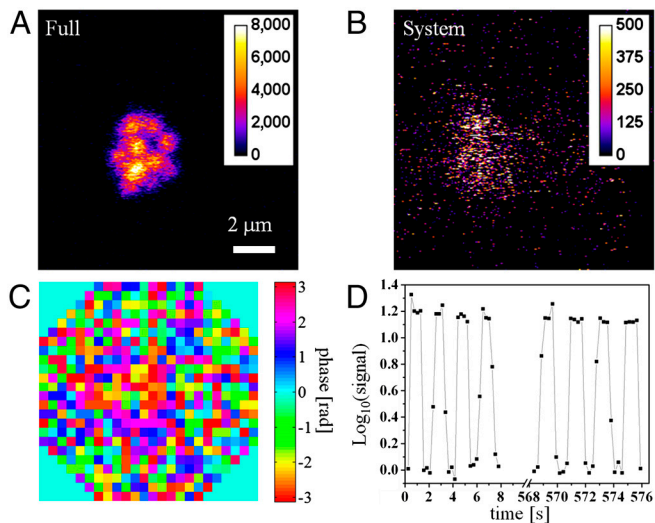 A
Full
8,000
6,000
4,000
2,000
0
2 μm
B
System
500
375
250
125
0
C
3
2
1
0
-1
-2
-3
phase [rad]
D
1.4
1.2
1.0
0.8
0.6
0.4
0.2
0.0
Log10(signal)
0 2 4 6 8 568 570 572 574 576
time [s]